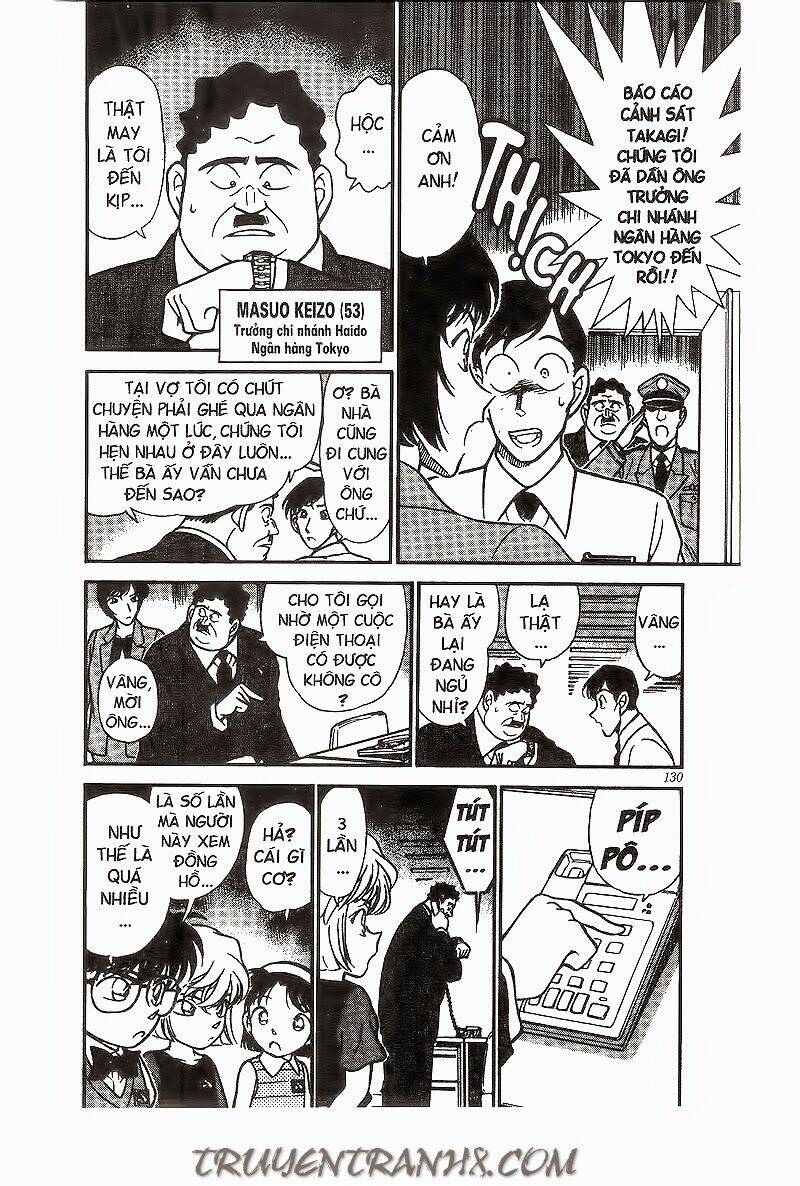 BÁO CÁO
CẢNH SÁT
TAKAGI!
CHÚNG TÔI
ĐÃ DẪN ÔNG
TRƯỞNG
CHI NHÁNH
NGÂN HÀNG
TOKYO ĐẾN
RỒI!!
THỊCH
CẢM
ƠN
ANH!
HỘC
...
THẬT
MAY
LÀ TÔI
ĐẾN
KỊP...
MASUO KEIZO (53)
Trưởng chi nhánh Haido
Ngân hàng Tokyo
Ơ? BÀ
NHÀ
CŨNG
ĐI CUNG
VỚI
ÔNG
CHỨ...
TẠI VỢ TÔI CÓ CHÚT
CHUYỆN PHẢI GHÉ QUA NGÂN
HÀNG MỘT LÚC, CHÚNG TÔI
HẸN NHAU Ở ĐÂY LUÔN...
THẾ BÀ ẤY VẨN CHƯA
ĐẾN SAO?
VÂNG
...
LẠ
THẬT
...
HAY LÀ
BÀ ẤY
LẠI
ĐANG
NGỦ
NHỈ?
CHO TÔI GỌI
NHỜ MỘT CUỘC
ĐIỆN THOẠI
CÓ ĐƯỢC
KHÔNG CÔ
?
VÂNG,
MỜI
ÔNG...
130
PÍP
PÔ...
TÚT
TÚT
...
3
LẦN
...
HẢ?
CÁI GÌ
CƠ?
LÀ SỐ LẦN
MÀ NGƯỜI
NÀY XEM
ĐỒNG
HỒ...
NHƯ
THẾ LÀ
QUÁ
NHIỀU
...
TRUYENTRANH8.COM